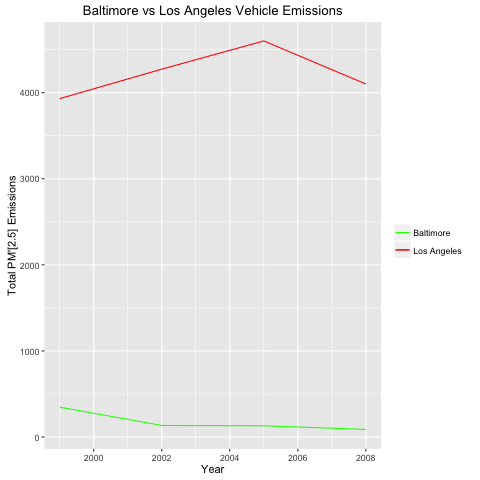 Baltimore vs Los Angeles Vehicle Emissions
Total PM'[2.5] Emissions
4000
3000
2000
1000
0
2000
2002
2004
2006
2008
Year
Baltimore
Los Angeles